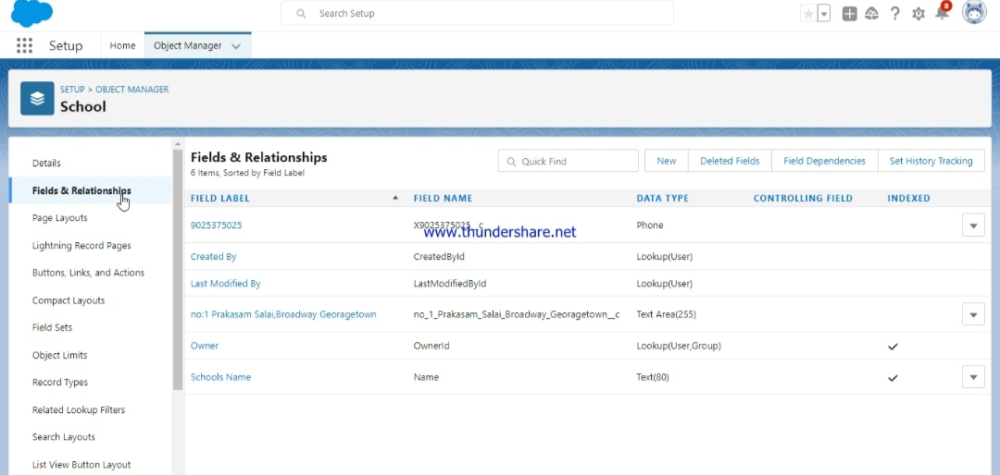 Search Setup
8
Setup
Home
Object Manager
SETUP > OBJECT MANAGER
School
Details
Fields & Relationships
Page Layouts
Lightning Record Pages
Buttons, Links, and Actions
Compact Layouts
Field Sets
Object Limits
Record Types
Related Lookup Filters
Search Layouts
List View Button Layout
Fields & Relationships
6 Items, Sorted by Field Label
Quick Find
New
Deleted Fields
Field Dependencies
Set History Tracking
FIELD LABEL FIELD NAME DATA TYPE CONTROLLING FIELD INDEXED
9025375025 X9025375025__c Phone
www.thundershare.net
Created By CreatedById Lookup(User)
Last Modified By LastModifiedById Lookup(User)
no:1 Prakasam Salai,Broadway Georagetown no_1_Prakasam_Salai_Broadway_Georagetown__c Text Area(255)
Owner OwnerId Lookup(User,Group)
Schools Name Name Text(80)